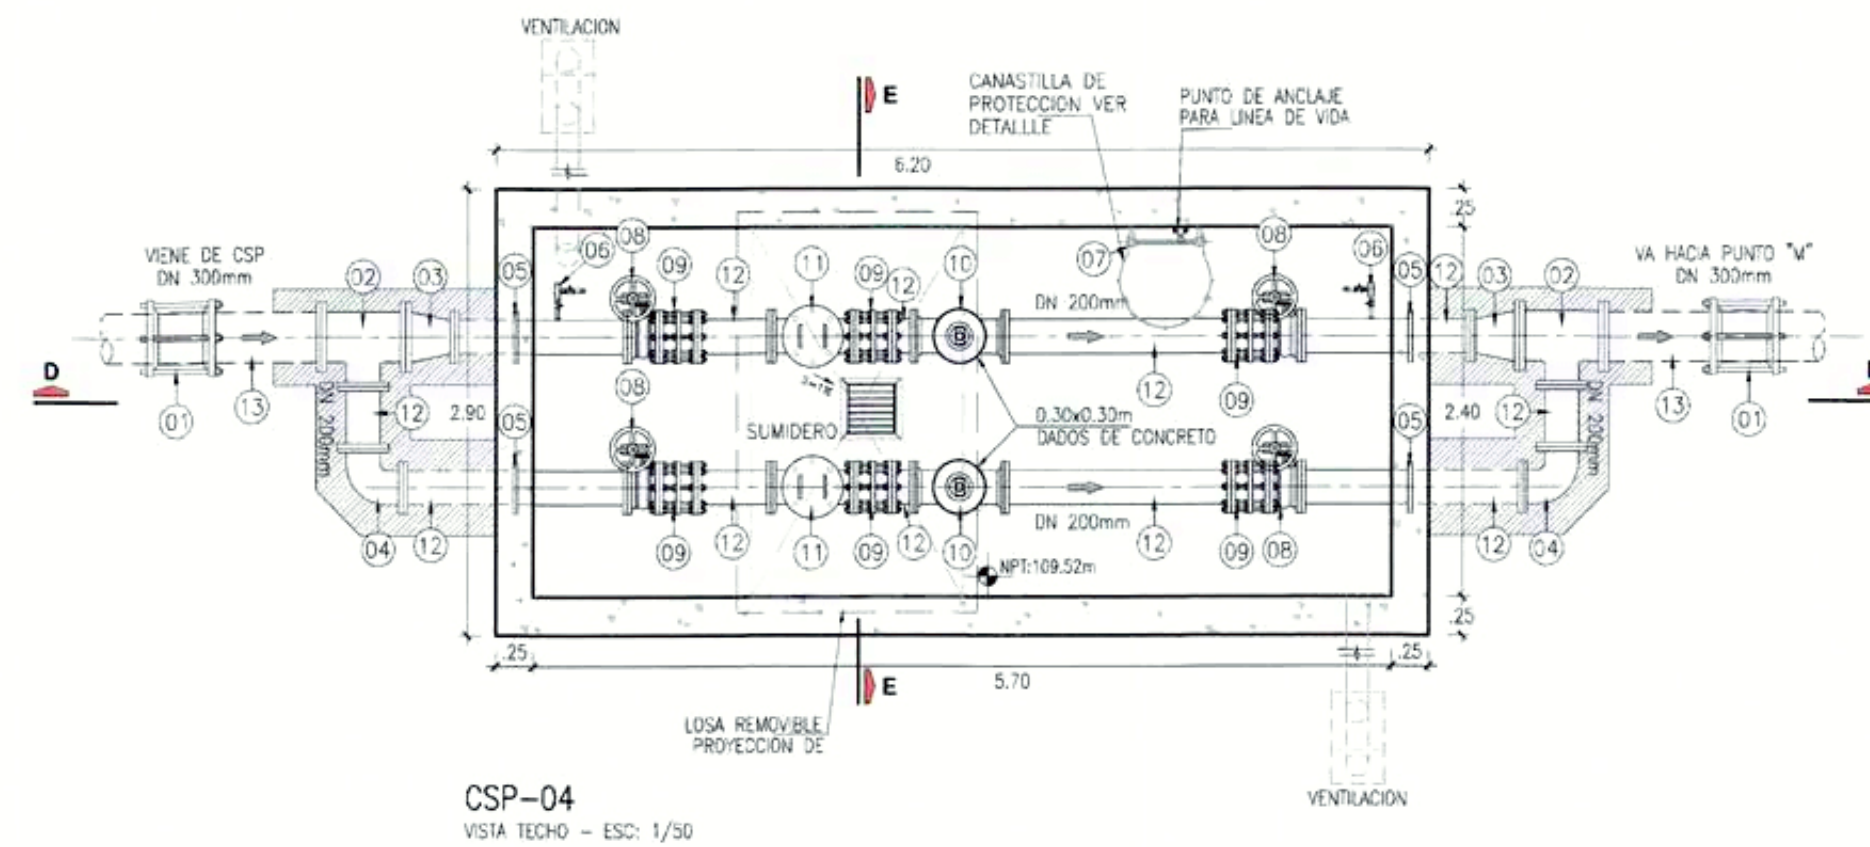 VENTILACION
E
CANASTILLA DE
PROTECCION VER
DETALLLE
PUNTO DE ANCLAJE
PARA LINEA DE VIDA
6.20
.25
VIENE DE CSP
DN 300mm
VA HACIA PUNTO "M"
DN 300mm
02
03
05
06
08
09
12
11
09
12
10
07
08
06
05
12
03
02
DN 200mm
D
01
13
DN 200mm
12
2.90
05
08
S=1%
SUMIDERO
0.30x0.30m
DADOS DE CONCRETO
12
09
05
2.40
12
DN 200mm
13
01
04
12
09
12
11
09
12
10
DN 200mm
12
09
08
12
04
NPT:109.52m
.25
.25
5.70
.25
E
LOSA REMOVIBLE
PROYECCIÓN DE
VENTILACION
CSP-04
VISTA TECHO - ESC: 1/50